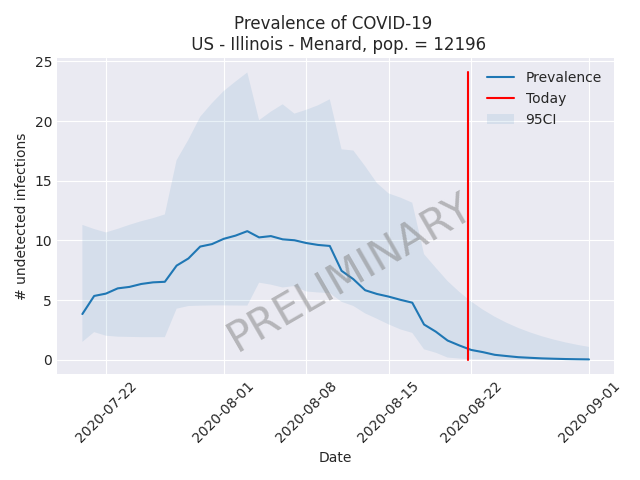 Prevalence of COVID-19
US - Illinois - Menard, pop. = 12196
25
20
15
10
5
0
# undetected infections
Prevalence
Today
95CI
PRELIMINARY
2020-07-22
2020-08-01
2020-08-08
2020-08-15
2020-08-22
2020-09-01
Date